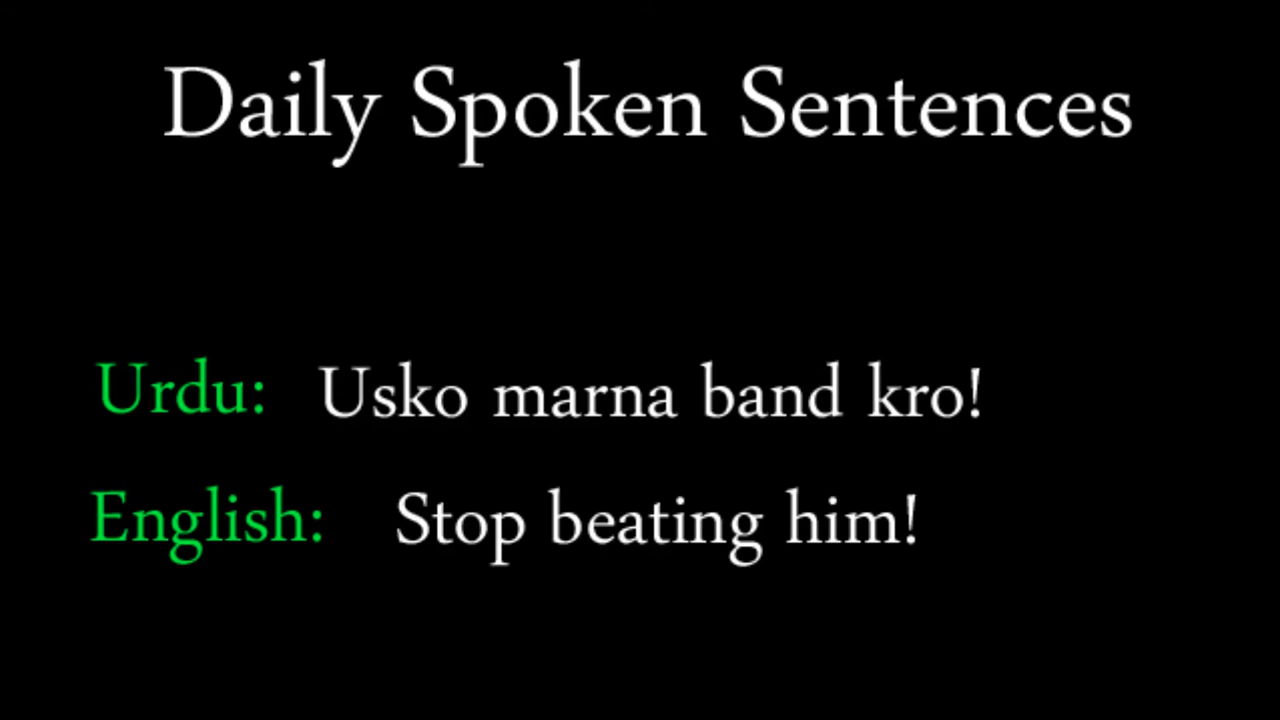 Daily Spoken Sentences
Urdu: Usko marna band kro!
English: Stop beating him!